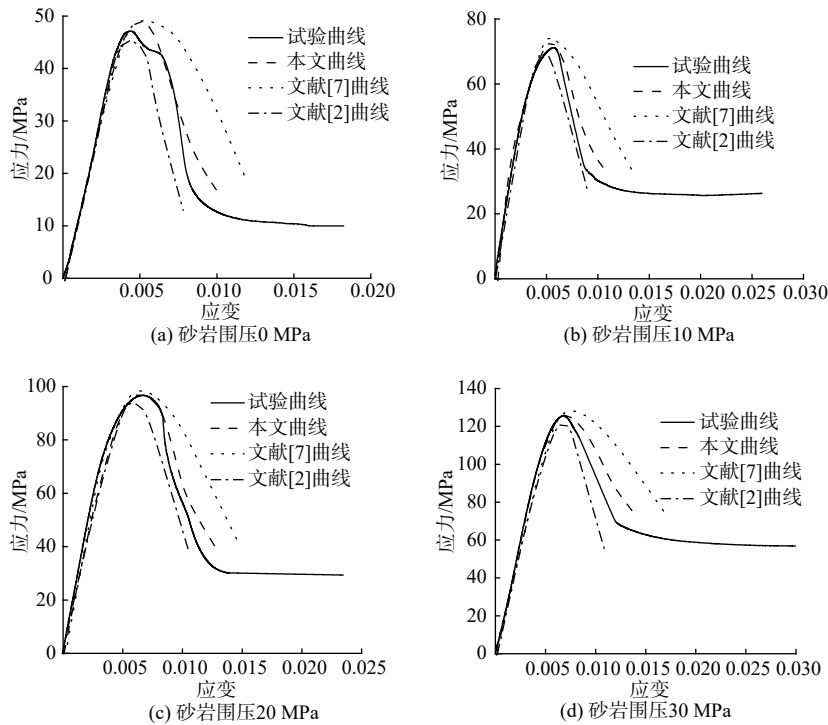 50
40
30
20
10
0
0.005
0.010
0.015
0.020
应力/MPa
应变
试验曲线
本文曲线
文献[7]曲线
文献[2]曲线
(a) 砂岩围压0 MPa
80
60
40
20
0
0.005
0.010
0.015
0.020
0.025
0.030
应力/MPa
应变
试验曲线
本文曲线
文献[7]曲线
文献[2]曲线
(b) 砂岩围压10 MPa
100
80
60
40
20
0
0.005
0.010
0.015
0.020
0.025
应力/MPa
应变
试验曲线
本文曲线
文献[7]曲线
文献[2]曲线
(c) 砂岩围压20 MPa
140
120
100
80
60
40
20
0
0.005
0.010
0.015
0.020
0.025
0.030
应力/MPa
应变
试验曲线
本文曲线
文献[7]曲线
文献[2]曲线
(d) 砂岩围压30 MPa